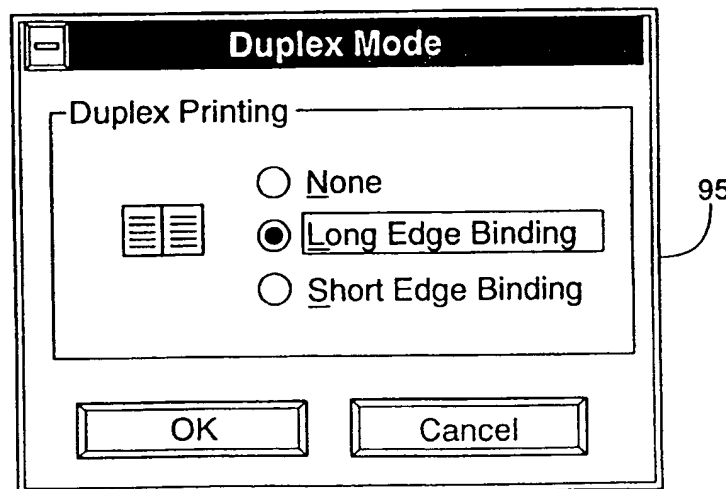 Duplex Mode
Duplex Printing
None
Long Edge Binding
Short Edge Binding
95
OK
Cancel